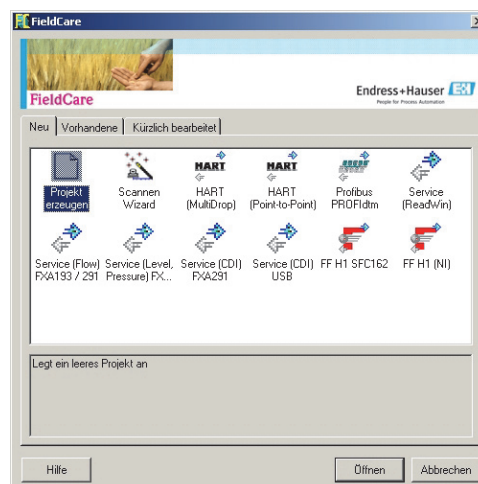 FieldCare
FieldCare
Endress+Hauser EH
People for Process Automation
Neu Vorhandene Kürzlich bearbeitet
Projekt erzeugen
Scannen Wizard
HART
HART (MultiDrop)
HART
HART (Point-to-Point)
Profibus PROFIdtm
Service (ReadWin)
Service (Flow) FXA193 / 291
Service (Level, Pressure) FX...
Service (CDI) FXA291
Service (CDI) USB
FF H1 SFC162
FF H1 (NI)
Legt ein leeres Projekt an
Hilfe
Öffnen
Abbrechen